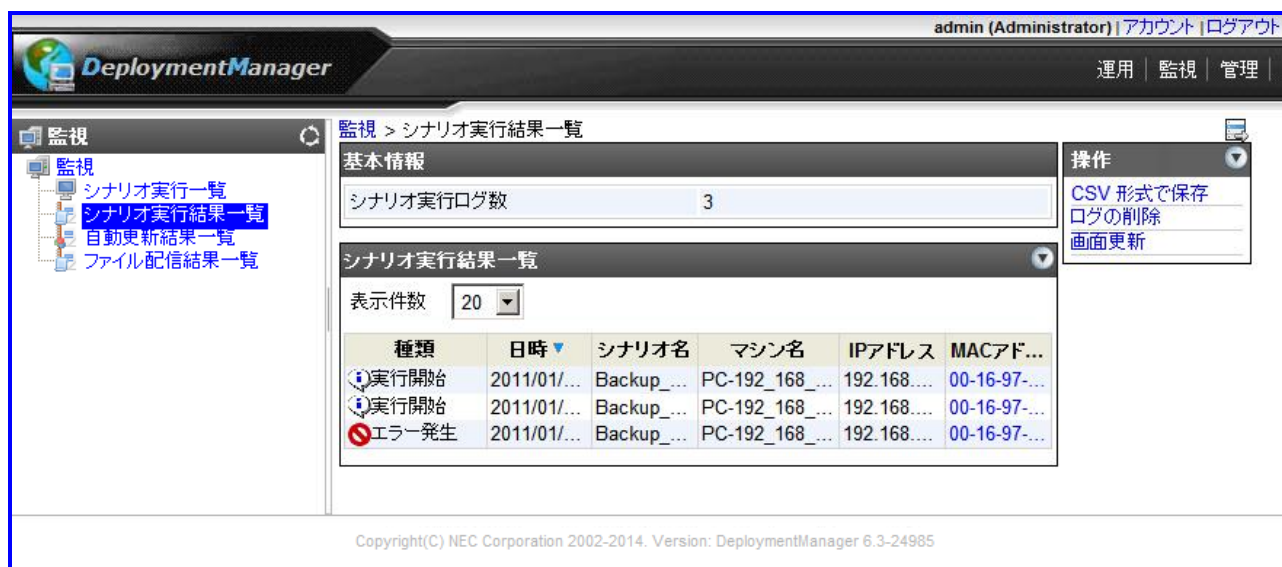 admin (Administrator) | アカウント | ログアウト
DeploymentManager
運用 | 監視 | 管理 |
監視
監視
シナリオ実行一覧
シナリオ実行結果一覧
自動更新結果一覧
ファイル配信結果一覧
監視 > シナリオ実行結果一覧
基本情報
シナリオ実行ログ数 3
シナリオ実行結果一覧
表示件数 20
種類 日時 シナリオ名 マシン名 IPアドレス MACアド...
実行開始 2011/01/... Backup_... PC-192_168_... 192.168.... 00-16-97-...
実行開始 2011/01/... Backup_... PC-192_168_... 192.168.... 00-16-97-...
エラー発生 2011/01/... Backup_... PC-192_168_... 192.168.... 00-16-97-...
操作
CSV 形式で保存
ログの削除
画面更新
Copyright(C) NEC Corporation 2002-2014. Version: DeploymentManager 6.3-24985